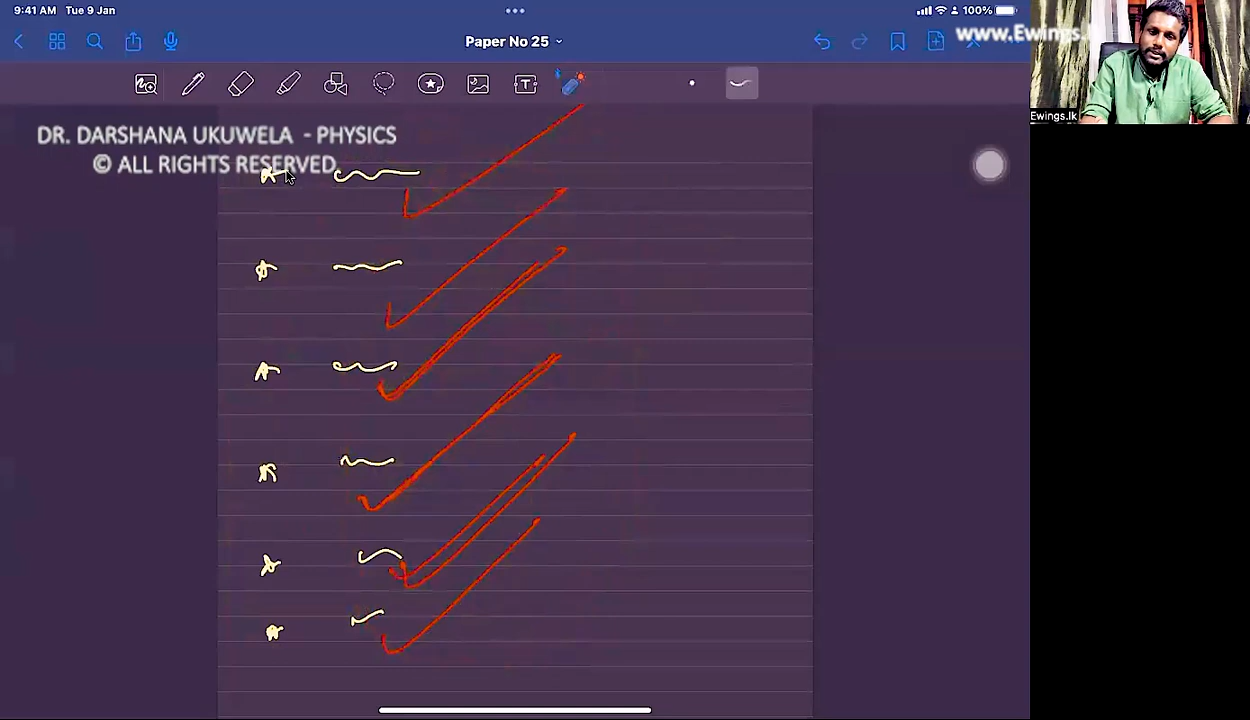 9:41 AM Tue 9 Jan
100%
Paper No 25
www.Ewings.l
DR. DARSHANA UKUWELA - PHYSICS
© ALL RIGHTS RESERVED.
Ewings.lk